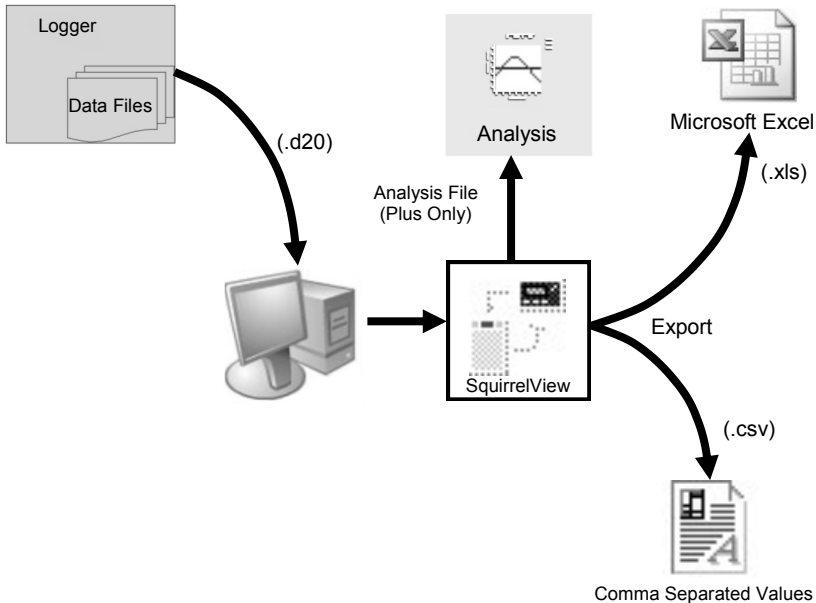 Logger
Data Files
(.d20)
Analysis
Analysis File
(Plus Only)
Microsoft Excel
(.xls)
SquirrelView
Export
(.csv)
Comma Separated Values